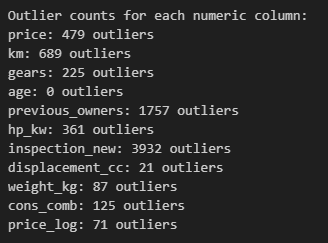 Outlier counts for each numeric column:
price: 479 outliers
km: 689 outliers
gears: 225 outliers
age: 0 outliers
previous_owners: 1757 outliers
hp_kw: 361 outliers
inspection_new: 3932 outliers
displacement_cc: 21 outliers
weight_kg: 87 outliers
cons_comb: 125 outliers
price_log: 71 outliers